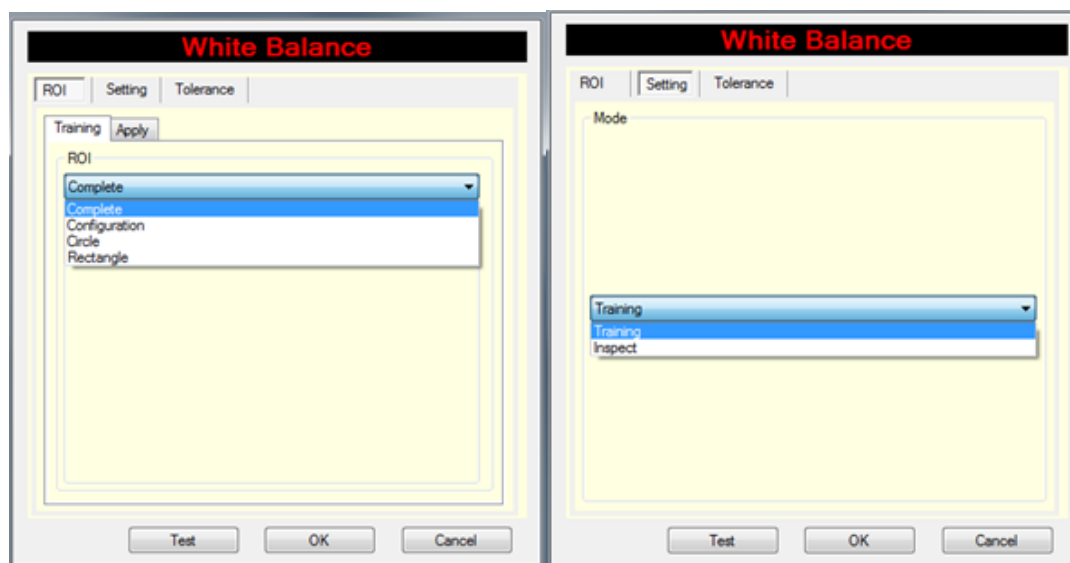 White Balance
ROI Setting Tolerance
Training Apply
ROI
Complete
Complete
Configuration
Circle
Rectangle
Test OK Cancel
White Balance
ROI Setting Tolerance
Mode
Training
Training
Inspect
Test OK Cancel